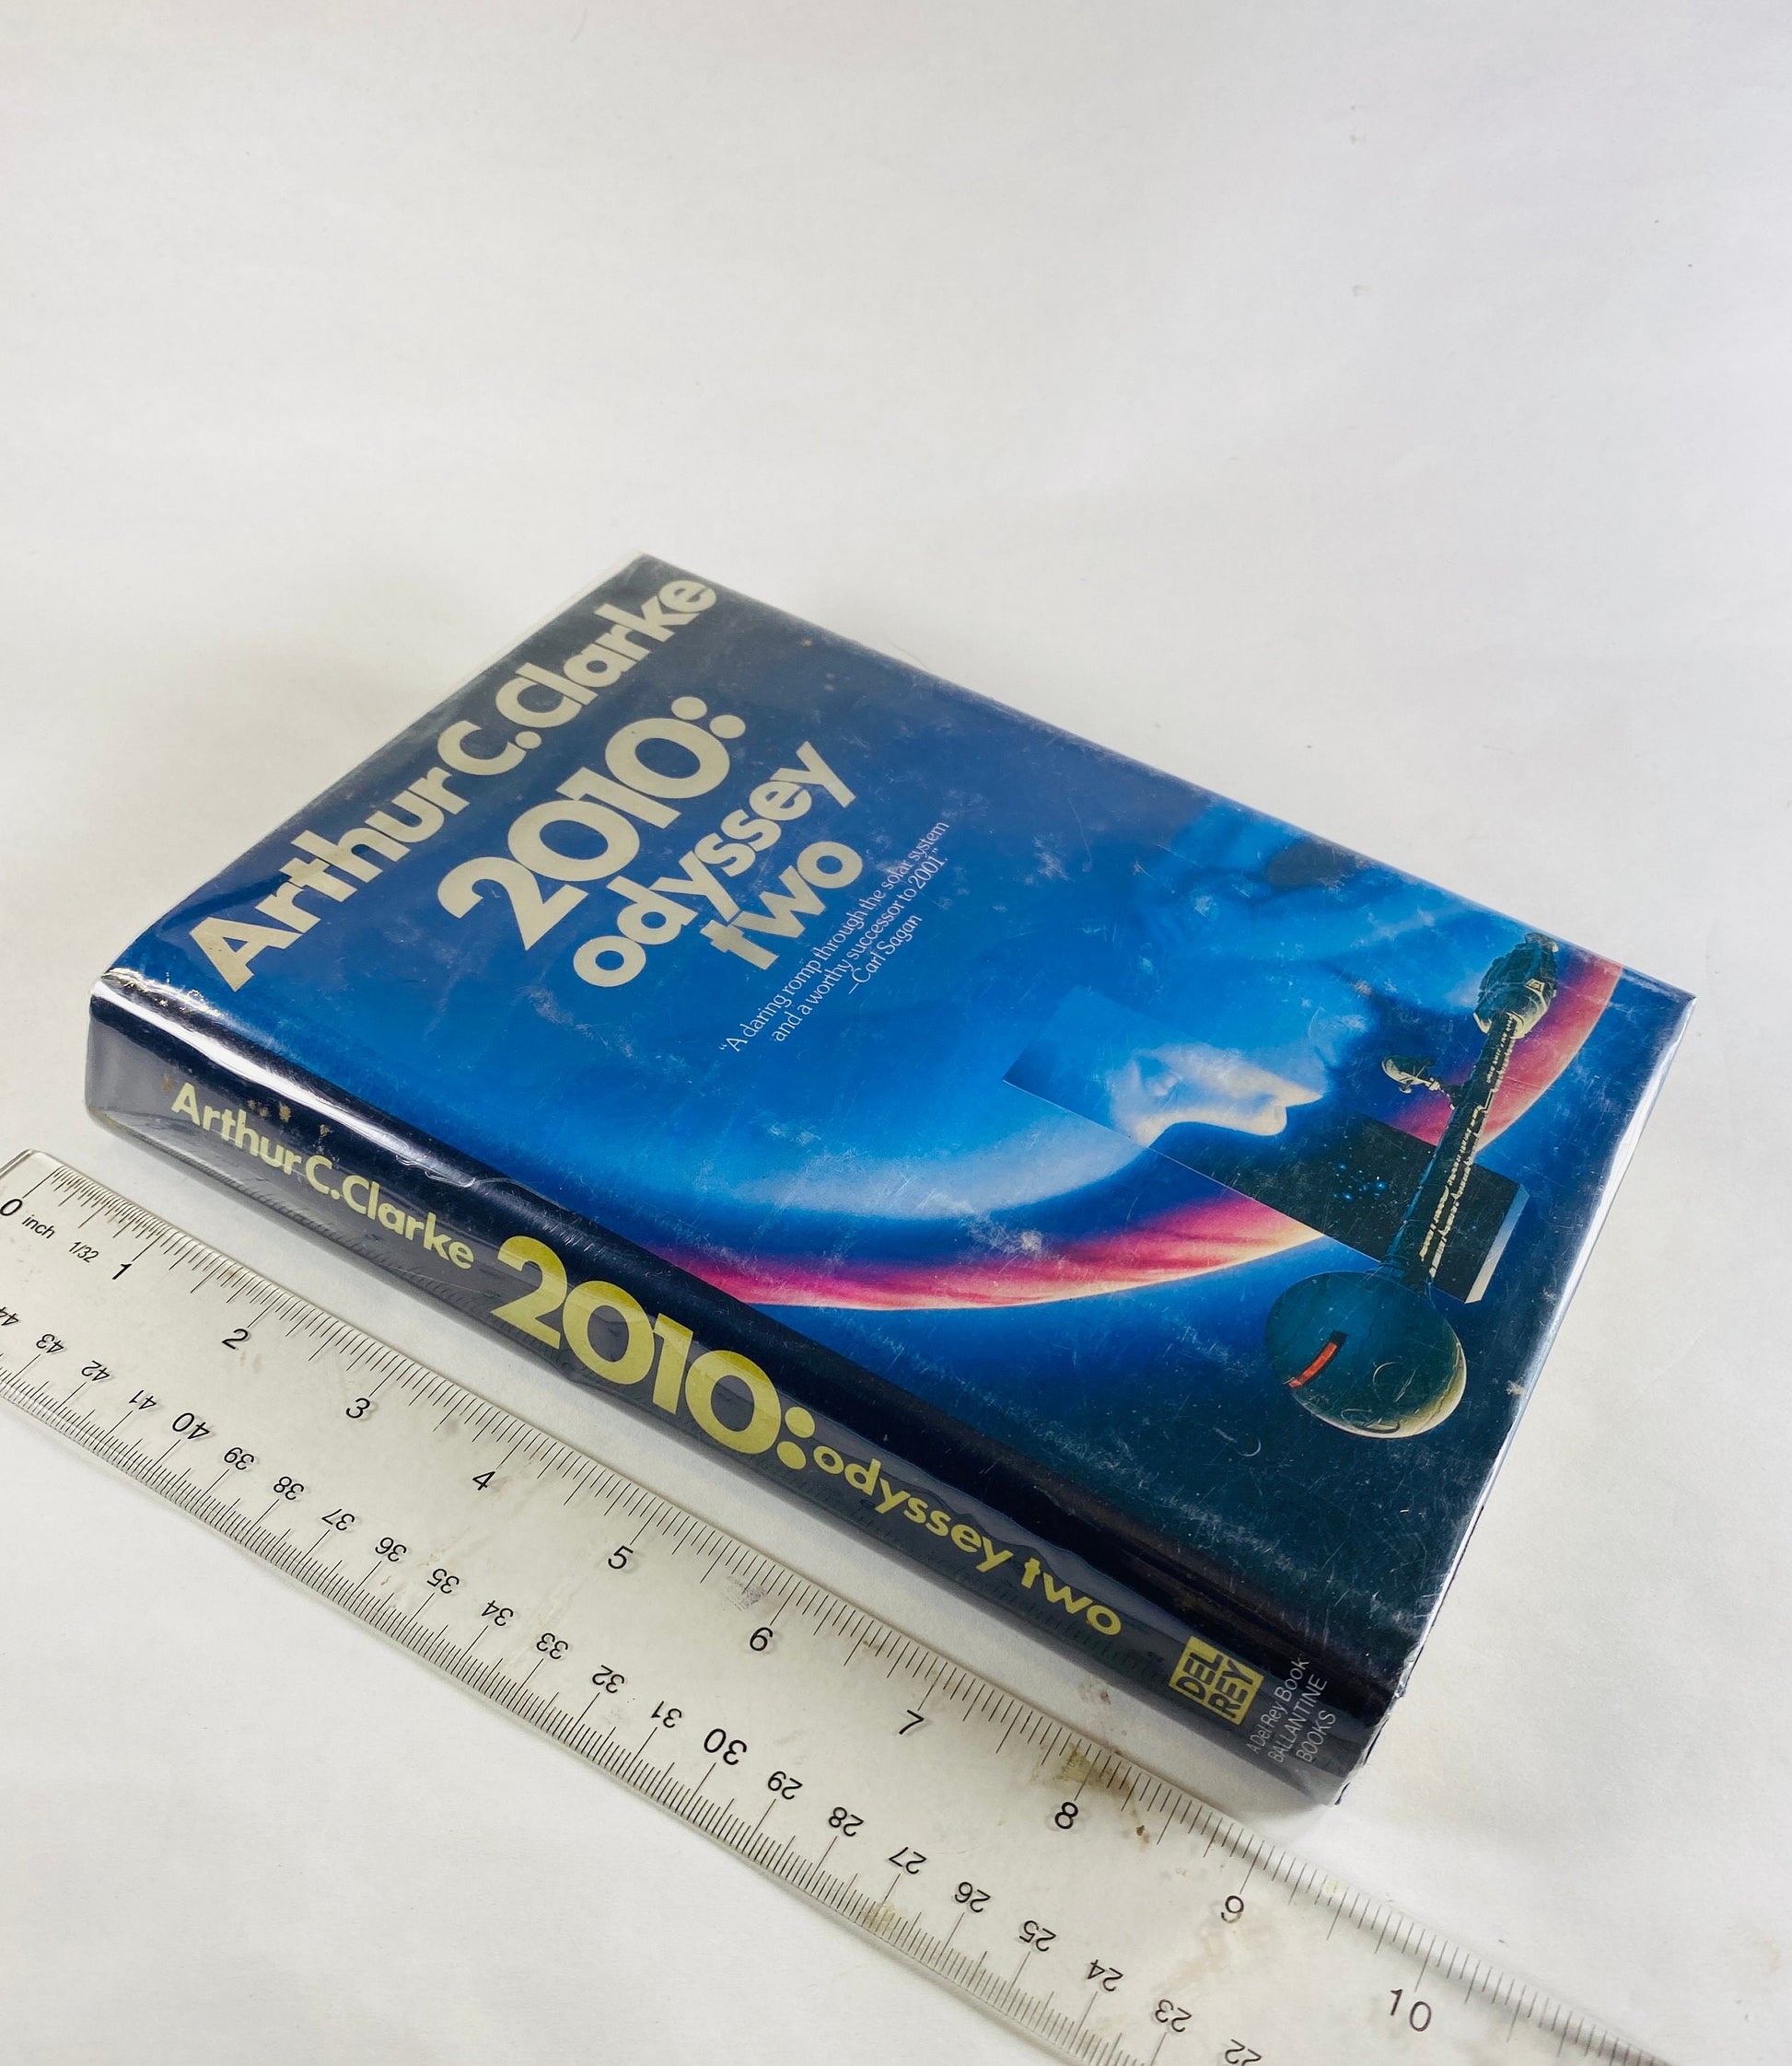 Arthur C. Clarke
2010:
odyssey
two
“A daring romp through the solar system
and a worthy successor to 2001.”
—Carl Sagan
Arthur C. Clarke 2010: odyssey two
DEL
REY
A Del Rey Book
BALLANTINE
BOOKS
0 1 2 3 4 5 6 7 8 9 10
inch 1/32
44 43 42 41 40 39 38 37 36 35 34 33 32 31 30 29 28 27 26 25 24 23 22